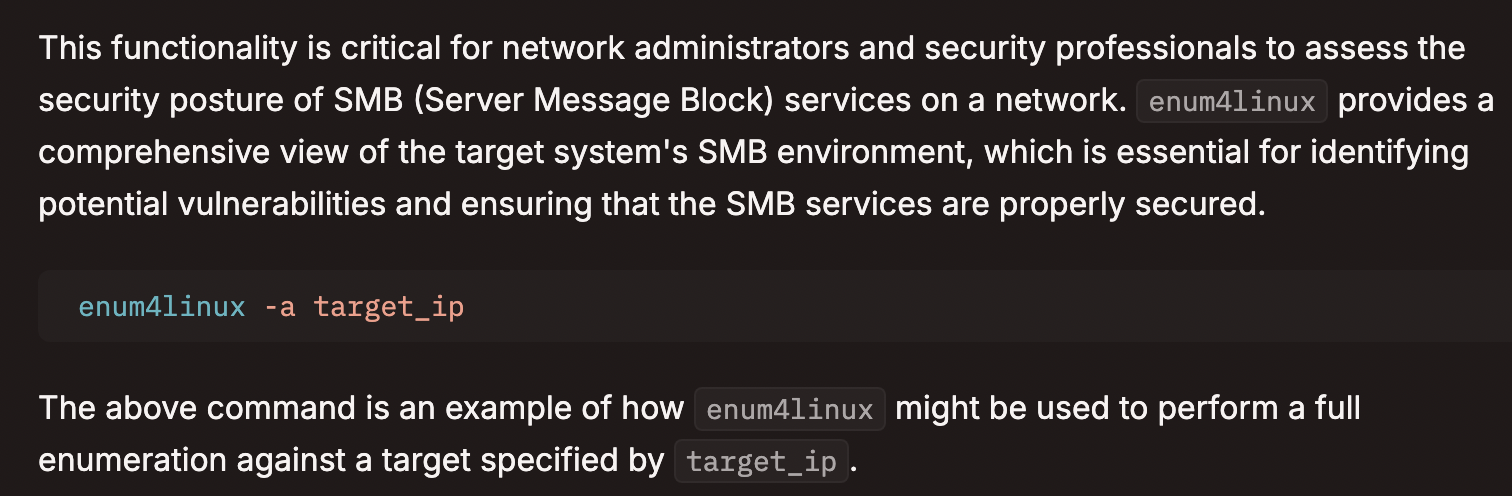 This functionality is critical for network administrators and security professionals to assess the
security posture of SMB (Server Message Block) services on a network. enum4linux provides a
comprehensive view of the target system's SMB environment, which is essential for identifying
potential vulnerabilities and ensuring that the SMB services are properly secured.
enum4linux -a target_ip
The above command is an example of how enum4linux might be used to perform a full
enumeration against a target specified by target_ip.